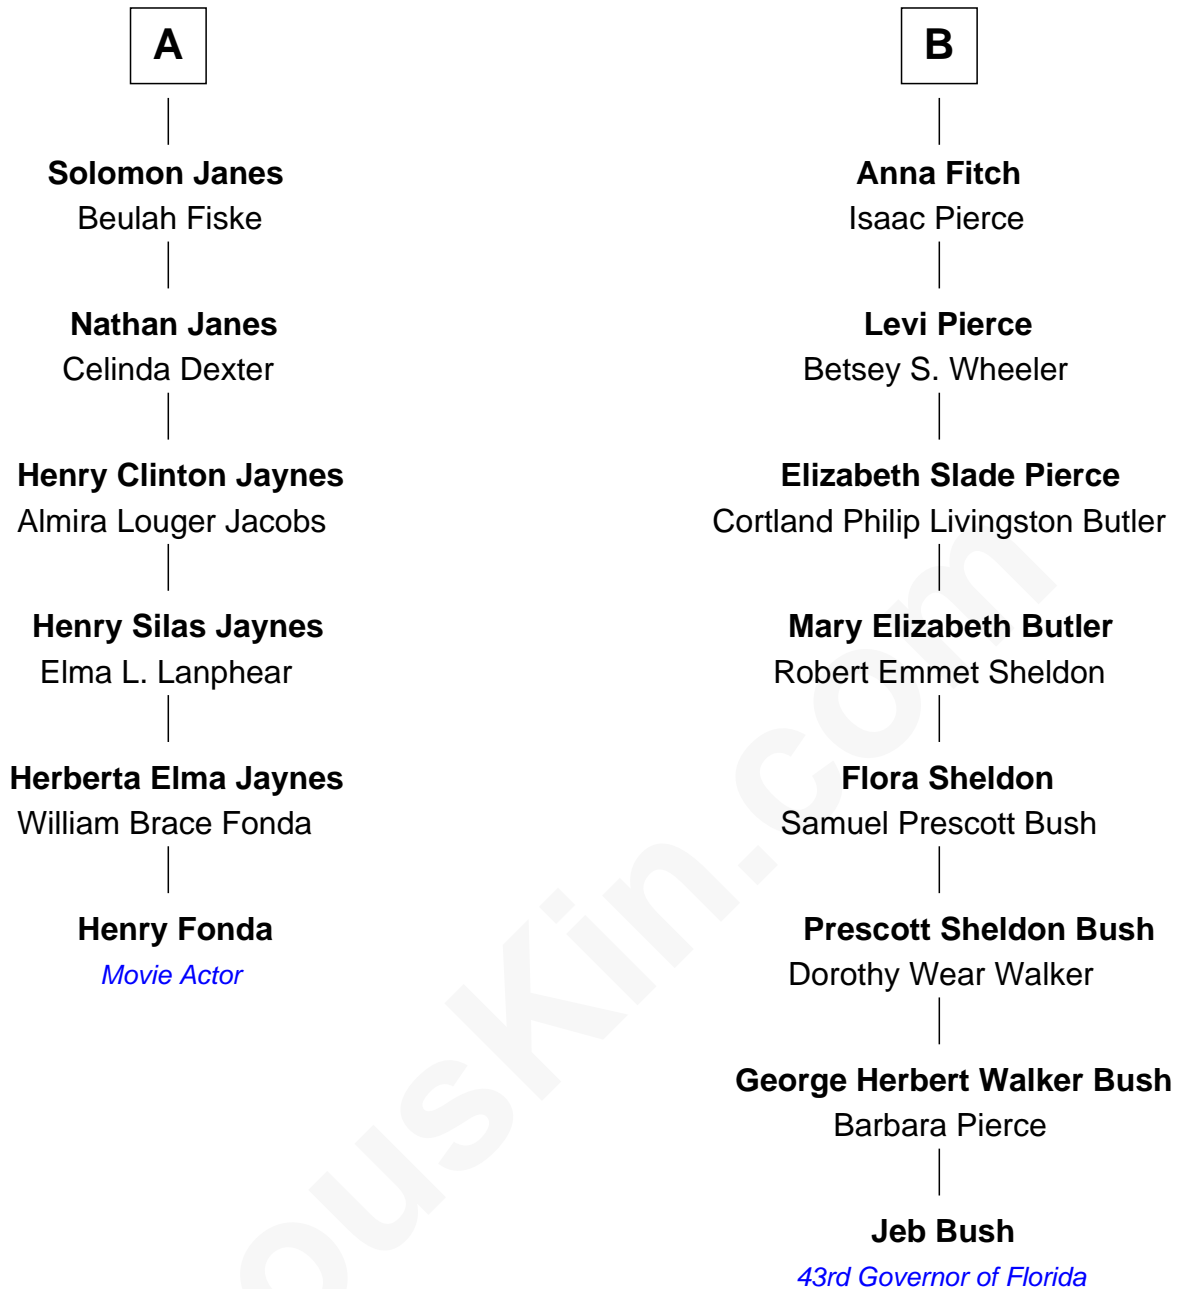 A
Solomon Janes
Beulah Fiske
Nathan Janes
Celinda Dexter
Henry Clinton Jaynes
Almira Louger Jacobs
Henry Silas Jaynes
Elma L. Lanphear
Herberta Elma Jaynes
William Brace Fonda
Henry Fonda
Movie Actor
B
Anna Fitch
Isaac Pierce
Levi Pierce
Betsey S. Wheeler
Elizabeth Slade Pierce
Cortland Philip Livingston Butler
Mary Elizabeth Butler
Robert Emmet Sheldon
Flora Sheldon
Samuel Prescott Bush
Prescott Sheldon Bush
Dorothy Wear Walker
George Herbert Walker Bush
Barbara Pierce
Jeb Bush
43rd Governor of Florida
ousKin.com